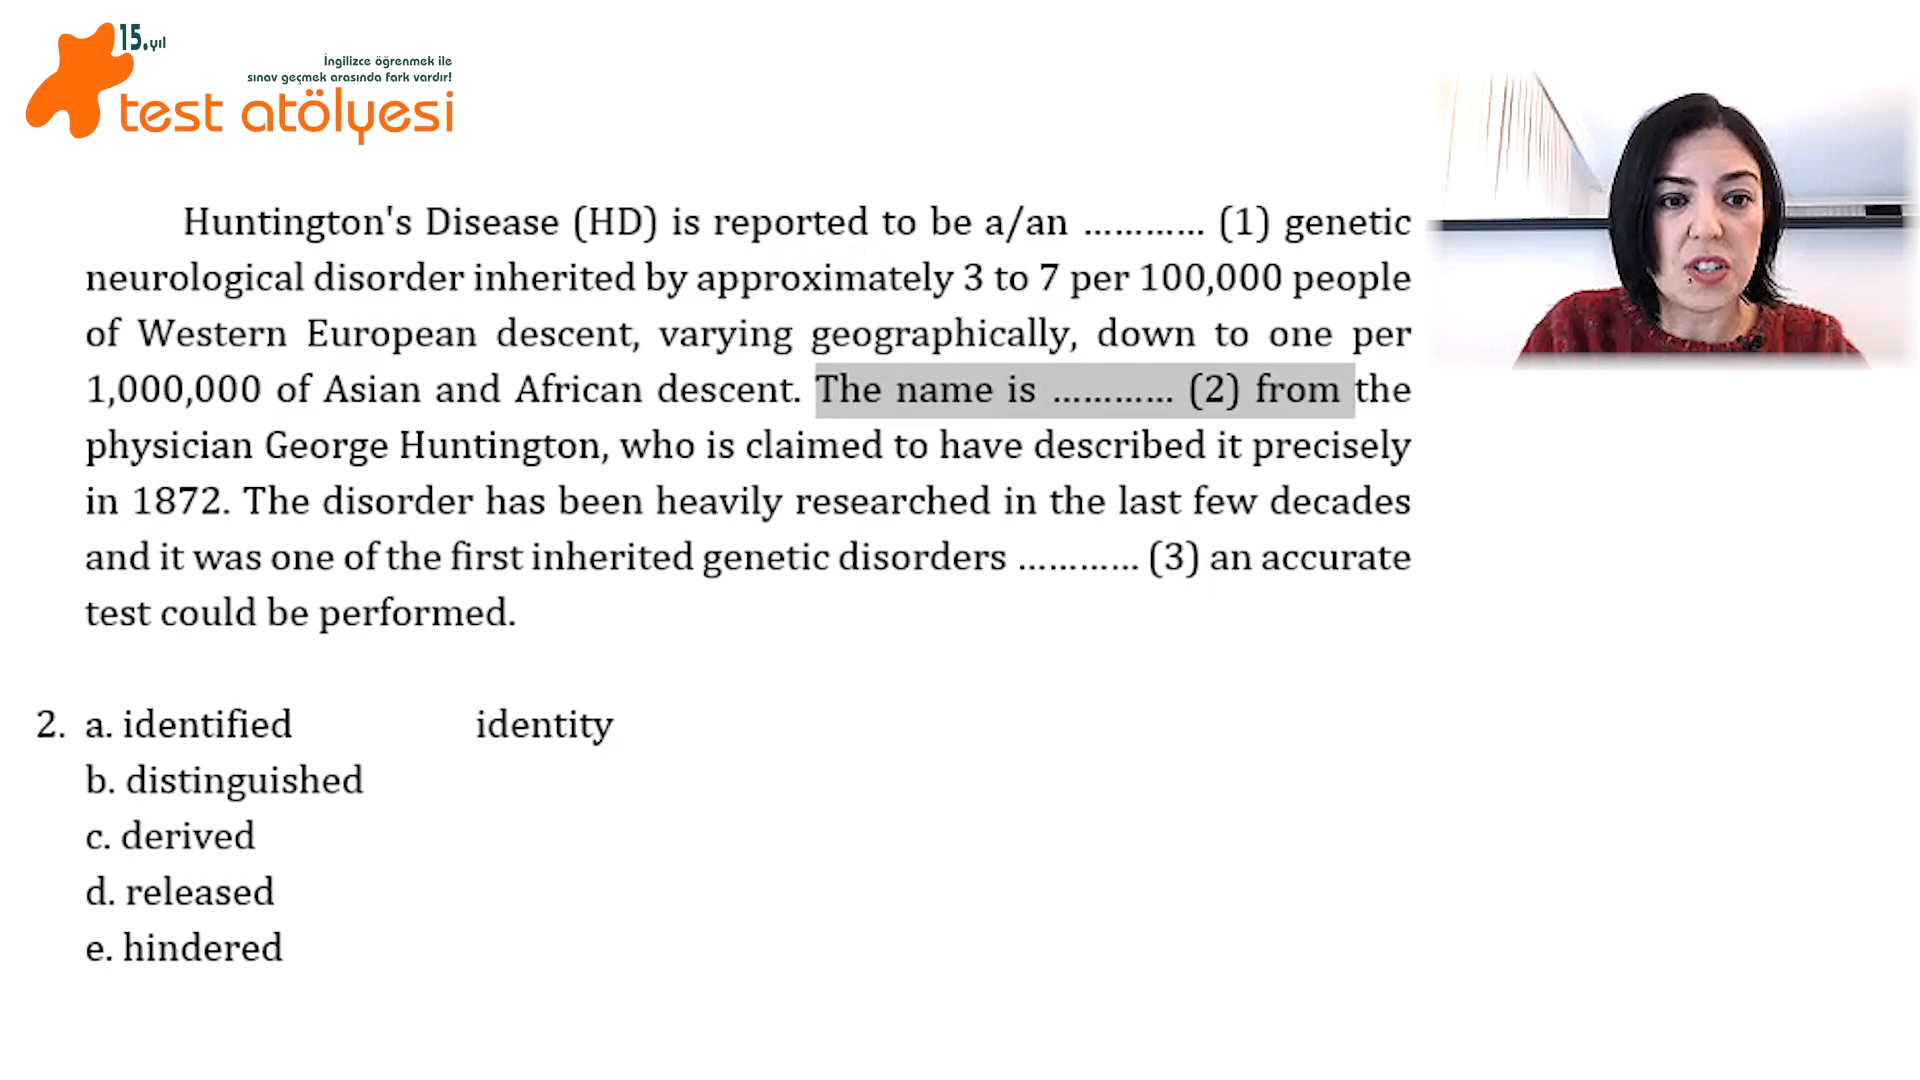 15.yıl
İngilizce öğrenmek ile
sınav geçmek arasında fark vardır!
test atölyesi
Huntington's Disease (HD) is reported to be a/an ............ (1) genetic
neurological disorder inherited by approximately 3 to 7 per 100,000 people
of Western European descent, varying geographically, down to one per
1,000,000 of Asian and African descent. The name is ............ (2) from the
physician George Huntington, who is claimed to have described it precisely
in 1872. The disorder has been heavily researched in the last few decades
and it was one of the first inherited genetic disorders ............ (3) an accurate
test could be performed.
2. a. identified identity
b. distinguished
c. derived
d. released
e. hindered